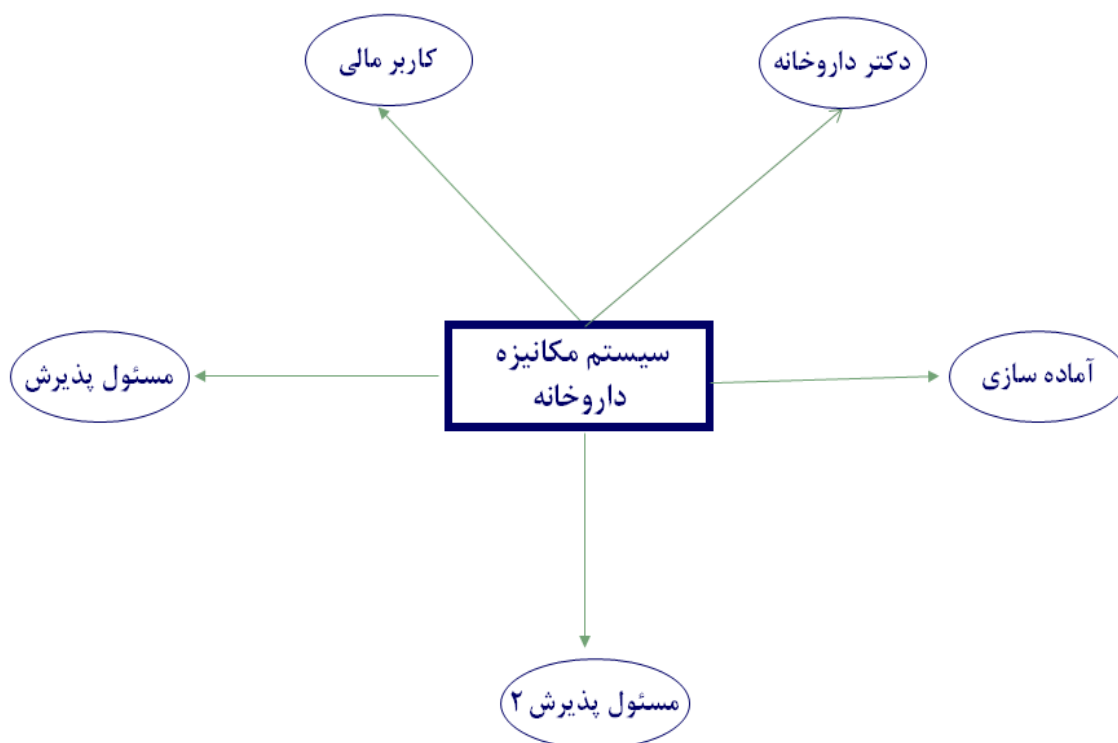 دکتر داروخانه
کاربر مالی
سیستم مکانیزه
داروخانه
آماده سازی
مسئول پذیرش
مسئول پذیرش ۲